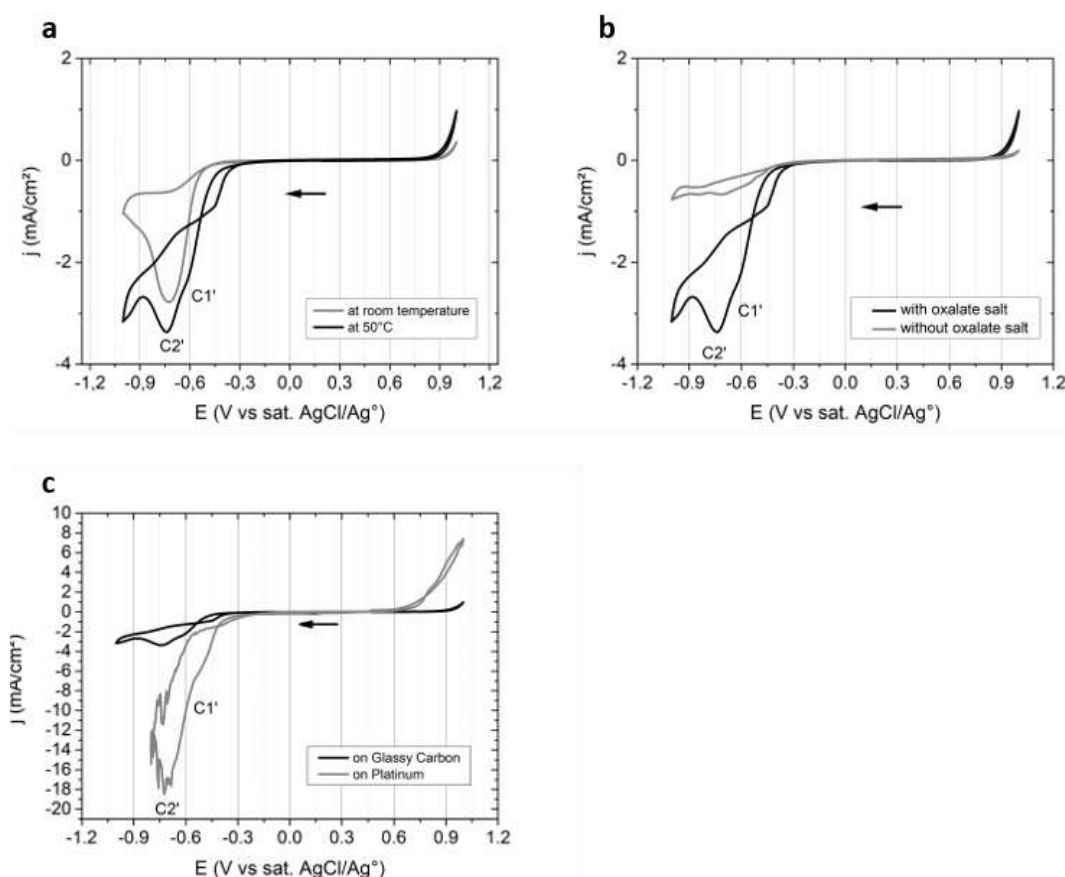 a
2
0
-2
-4
j (mA/cm²)
C1'
C2'
at room temperature
at 50°C
-1,2 -0,9 -0,6 -0,3 0,0 0,3 0,6 0,9 1,2
E (V vs sat. AgCl/Ag°)
b
2
0
-2
-4
j (mA/cm²)
C1'
C2'
with oxalate salt
without oxalate salt
-1.2 -0.9 -0.6 -0.3 0.0 0.3 0.6 0.9 1.2
E (V vs sat. AgCl/Ag°)
c
10
8
6
4
2
0
-2
-4
-6
-8
-10
-12
-14
-16
-18
-20
j (mA/cm²)
C1'
C2'
on Glassy Carbon
on Platinum
-1.2 -0.9 -0.6 -0.3 0.0 0.3 0.6 0.9 1.2
E (V vs sat. AgCl/Ag°)